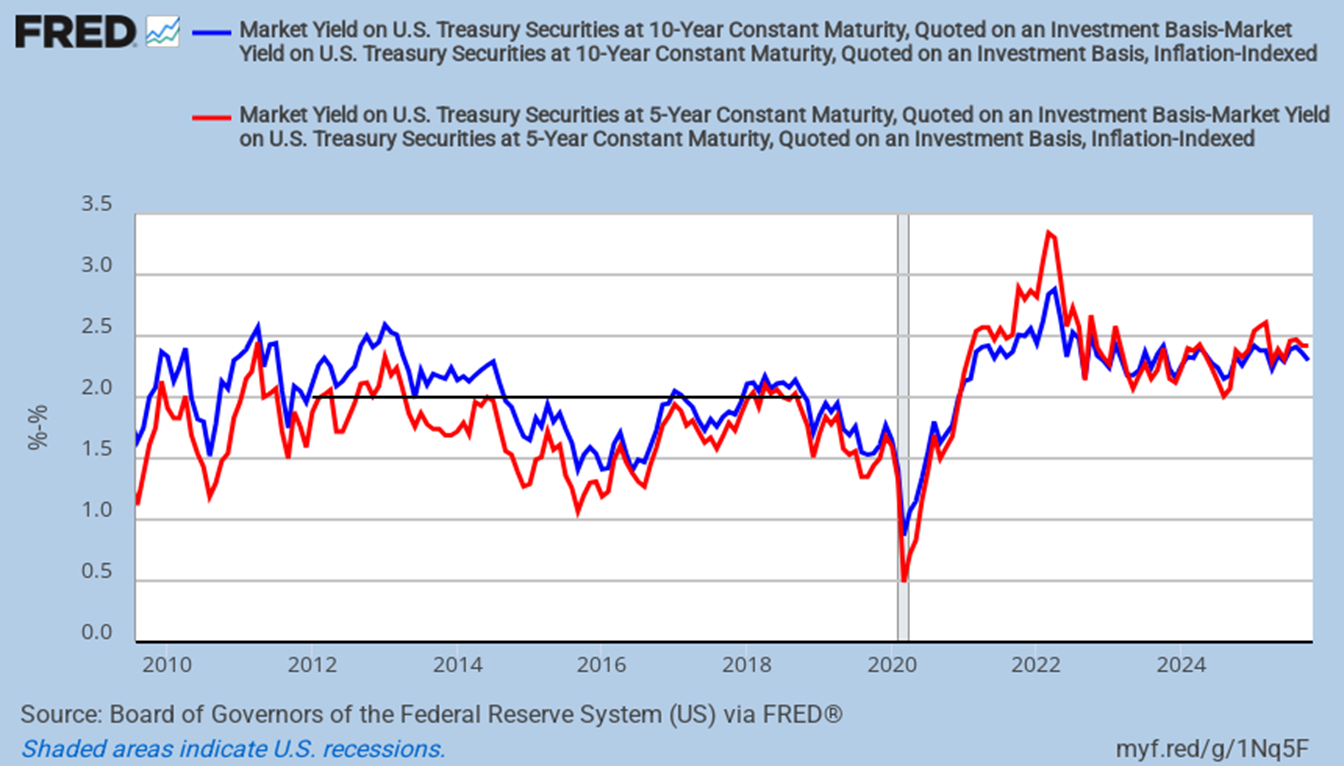 FRED
Market Yield on U.S. Treasury Securities at 10-Year Constant Maturity, Quoted on an Investment Basis-Market
Yield on U.S. Treasury Securities at 10-Year Constant Maturity, Quoted on an Investment Basis, Inflation-Indexed
Market Yield on U.S. Treasury Securities at 5-Year Constant Maturity, Quoted on an Investment Basis-Market Yield
on U.S. Treasury Securities at 5-Year Constant Maturity, Quoted on an Investment Basis, Inflation-Indexed
3.5
3.0
2.5
2.0
1.5
1.0
0.5
0.0
%-%
2010 2012 2014 2016 2018 2020 2022 2024
Source: Board of Governors of the Federal Reserve System (US) via FRED®
Shaded areas indicate U.S. recessions.
myf.red/g/1Nq5F